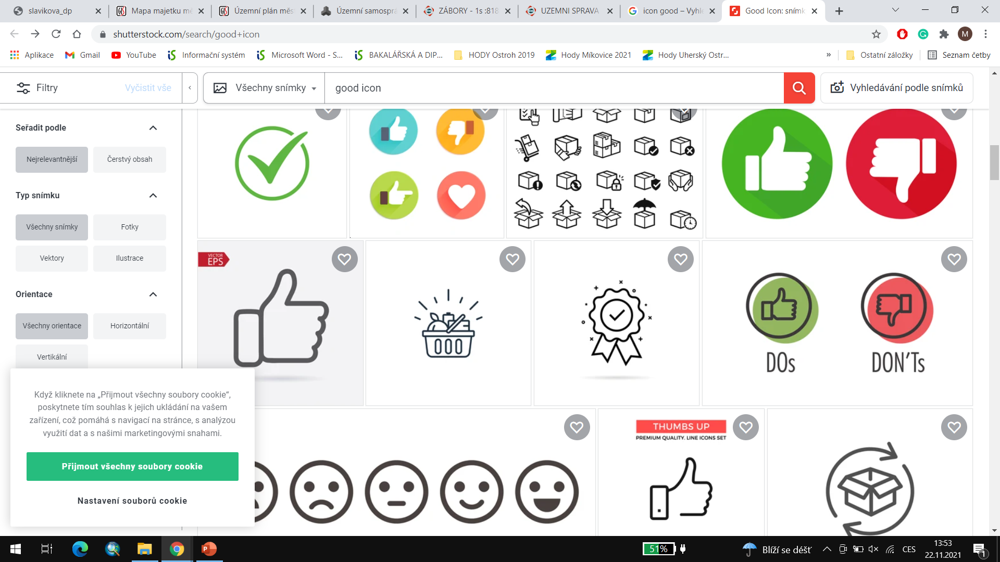 slavikova_dp
Mapa majetku mě
Územní plán měs
Územní samosprá
ZÁBORY - 1s :818
UZEMNI SPRAVA
icon good – Vyhle
Good Icon: snímk
shutterstock.com/search/good+icon
M
Aplikace
Gmail
YouTube
Informační systém
Microsoft Word - S...
BAKALÁŘSKÁ A DIP...
HODY Ostroh 2019
Hody Míkovice 2021
Hody Uherský Ostr...
»
Ostatní záložky
Seznam četby
Filtry
Vyčistit vše
Všechny snímky
good icon
Vyhledávání podle snímků
Seřadit podle
Nejrelevantnější
Čerstvý obsah
Typ snímku
Všechny snímky
Fotky
Vektory
Ilustrace
Orientace
Všechny orientace
Horizontální
Vertikální
VECTOR
EPS
DOs
DON'Ts
Když kliknete na „Přijmout všechny soubory cookie“,
poskytnete tím souhlas k jejich ukládání na vašem
zařízení, což pomáhá s navigací na stránce, s analýzou
využití dat a s našimi marketingovými snahami.
Přijmout všechny soubory cookie
Nastavení souborů cookie
THUMBS UP
PREMIUM QUALITY. LINE ICONS SET
51%
Blíží se déšť
CES
13:53
22.11.2021
1